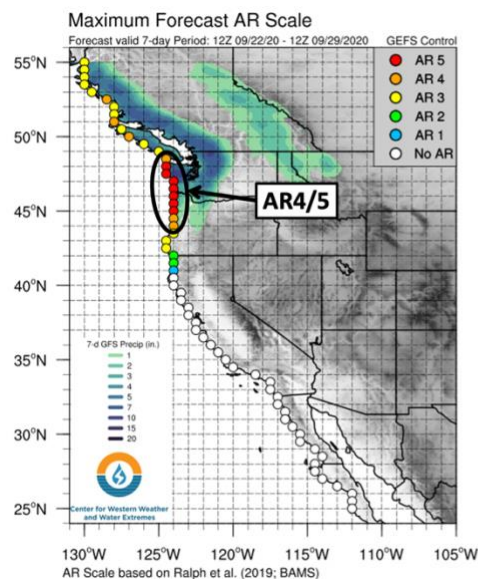 Maximum Forecast AR Scale
Forecast valid 7-day Period: 12Z 09/22/20 - 12Z 09/29/2020
GEFS Control
AR 5
AR 4
AR 3
AR 2
AR 1
No AR
AR4/5
55°N
50°N
45°N
40°N
35°N
30°N
25°N
7-d GFS Precip (in.)
1
2
3
4
5
7
10
15
20
Center for Western Weather
and Water Extremes
130°W
125°W
120°W
115°W
110°W
105°W
AR Scale based on Ralph et al. (2019; BAMS)